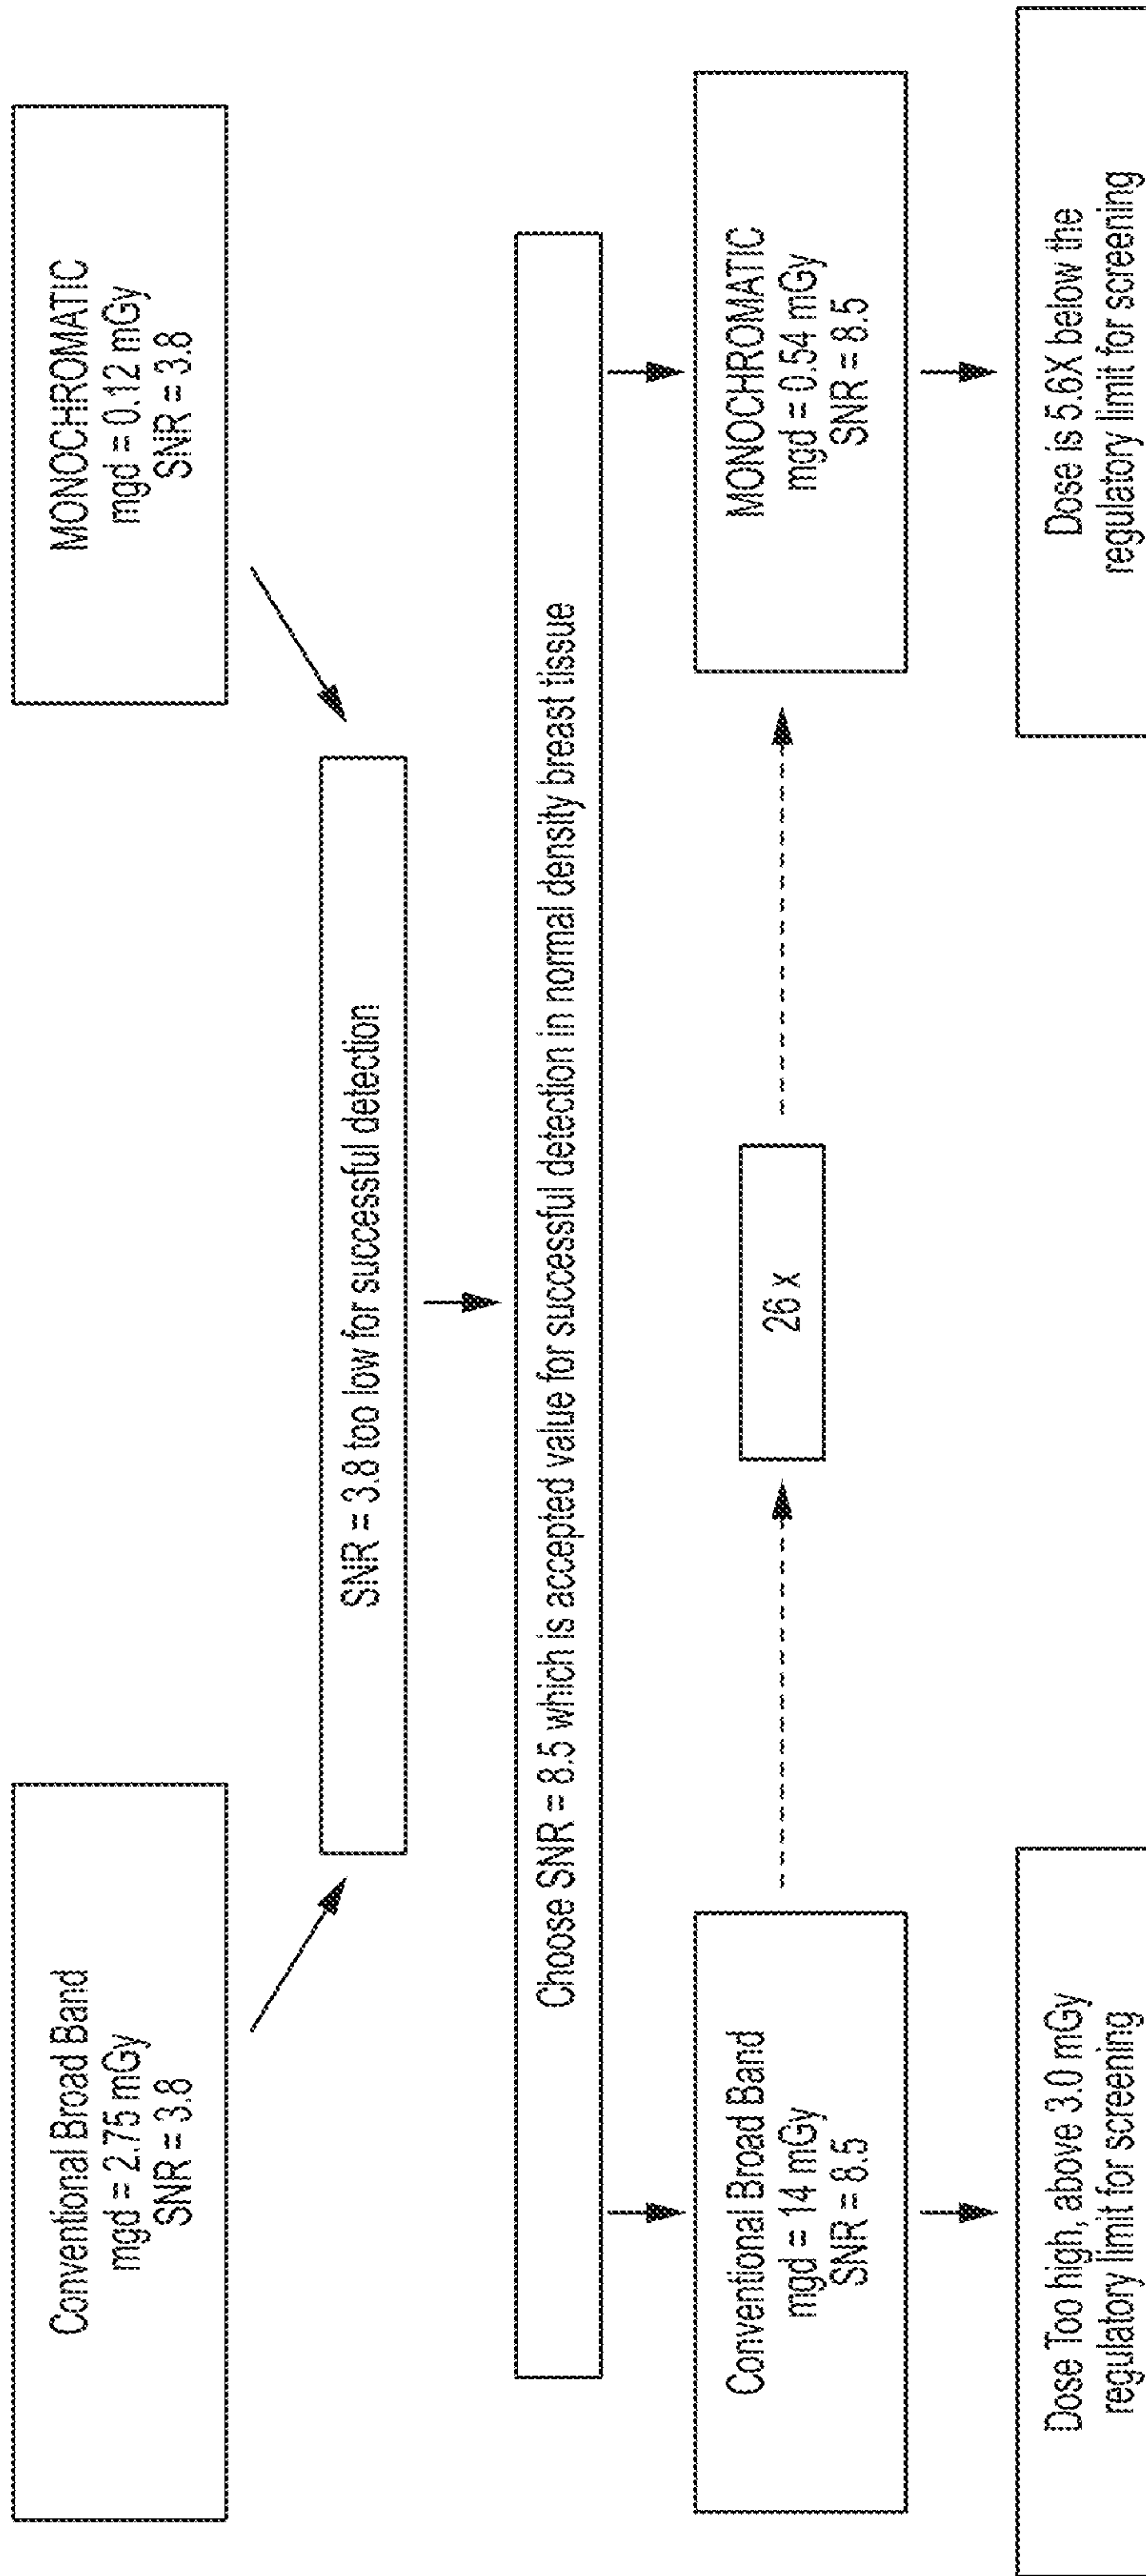 Conventional Broad Band
mgd = 2.75 mGy
SNR = 3.8
MONOCHROMATIC
mgd = 0.12 mGy
SNR = 3.8
SNR = 3.8 too low for successful detection
Choose SNR = 8.5 which is accepted value for successful detection in normal density breast tissue
Conventional Broad Band
mgd = 14 mGy
SNR = 8.5
26 x
MONOCHROMATIC
mgd = 0.54 mGy
SNR = 8.5
Dose Too high, above 3.0 mGy
regulatory limit for screening
Dose is 5.6X below the
regulatory limit for screening